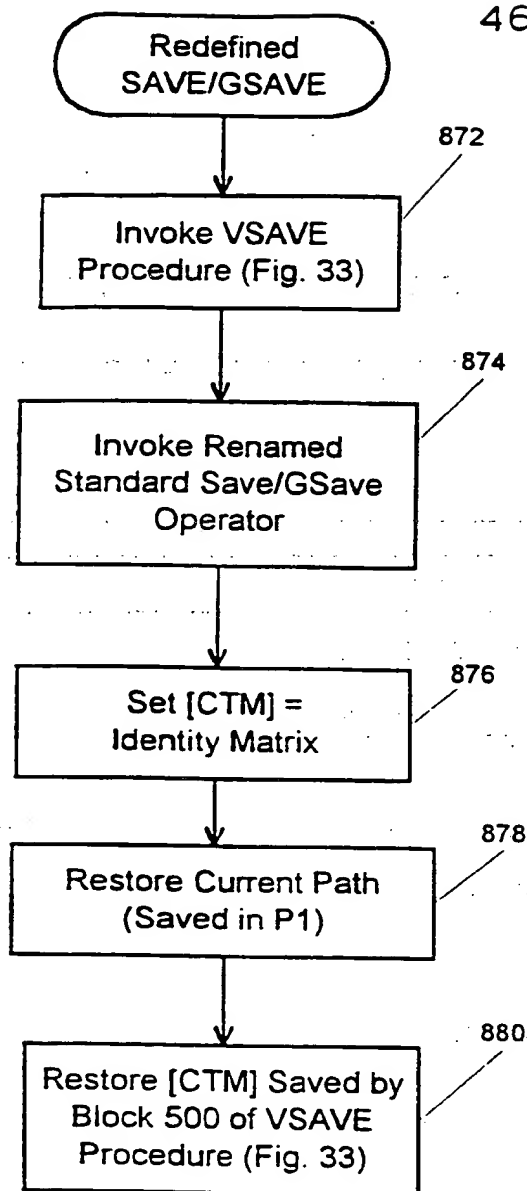 46
Redefined
SAVE/GSAVE
872
Invoke VSAVE
Procedure (Fig. 33)
874
Invoke Renamed
Standard Save/GSave
Operator
876
Set [CTM] =
Identity Matrix
878
Restore Current Path
(Saved in P1)
880
Restore [CTM] Saved by
Block 500 of VSAVE
Procedure (Fig. 33)